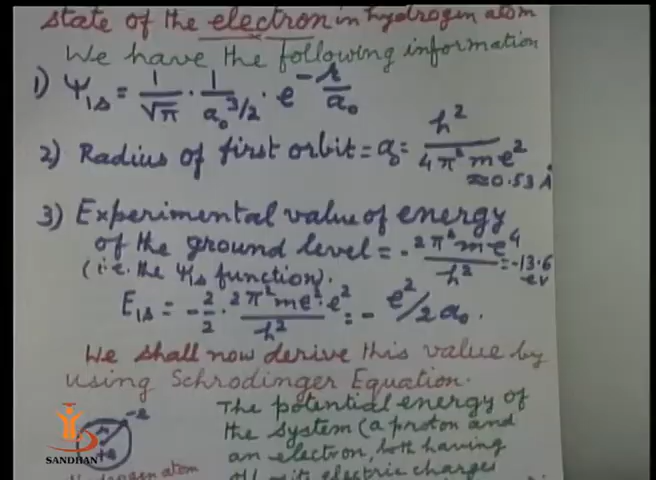 state of the electron in hydrogen atom
We have the following information
1) Ψ1s = 1/√π · 1/a₀^3/2 · e^-r/a₀
2) Radius of first orbit = a₀ = h²/4π²me² ≈ 0.53 Å
3) Experimental value of energy
of the ground level = - 2π²me⁴/h² = -13.6 ev
(i.e. the Ψ1s function).
E1s = - 2/2 · 2π²me²·e²/h² = - e²/2a₀.
We shall now derive this value by
using Schrodinger Equation.
The potential energy of
the system (a proton and
an electron, both having
electric charges
-e
r
+e
Hydrogen atom
SANDHAN